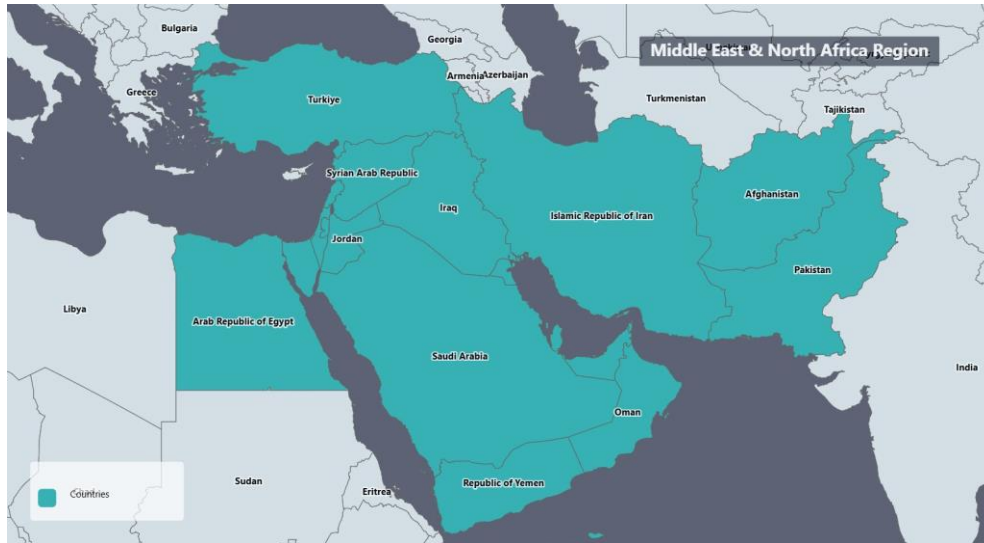 Bulgaria
Georgia
Middle East & North Africa Region
Armenia
Azerbaijan
Greece
Turkiye
Turkmenistan
Tajikistan
Syrian Arab Republic
Iraq
Islamic Republic of Iran
Afghanistan
Jordan
Pakistan
Libya
Arab Republic of Egypt
Saudi Arabia
India
Oman
Sudan
Republic of Yemen
Eritrea
Countries